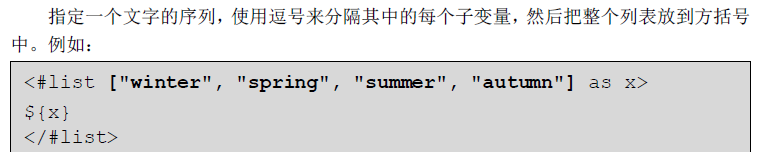 指定一个文字的序列，使用逗号来分隔其中的每个子变量，然后把整个列表放到方括号
中。例如：
<#list ["winter", "spring", "summer", "autumn"] as x>
${x}
</#list>